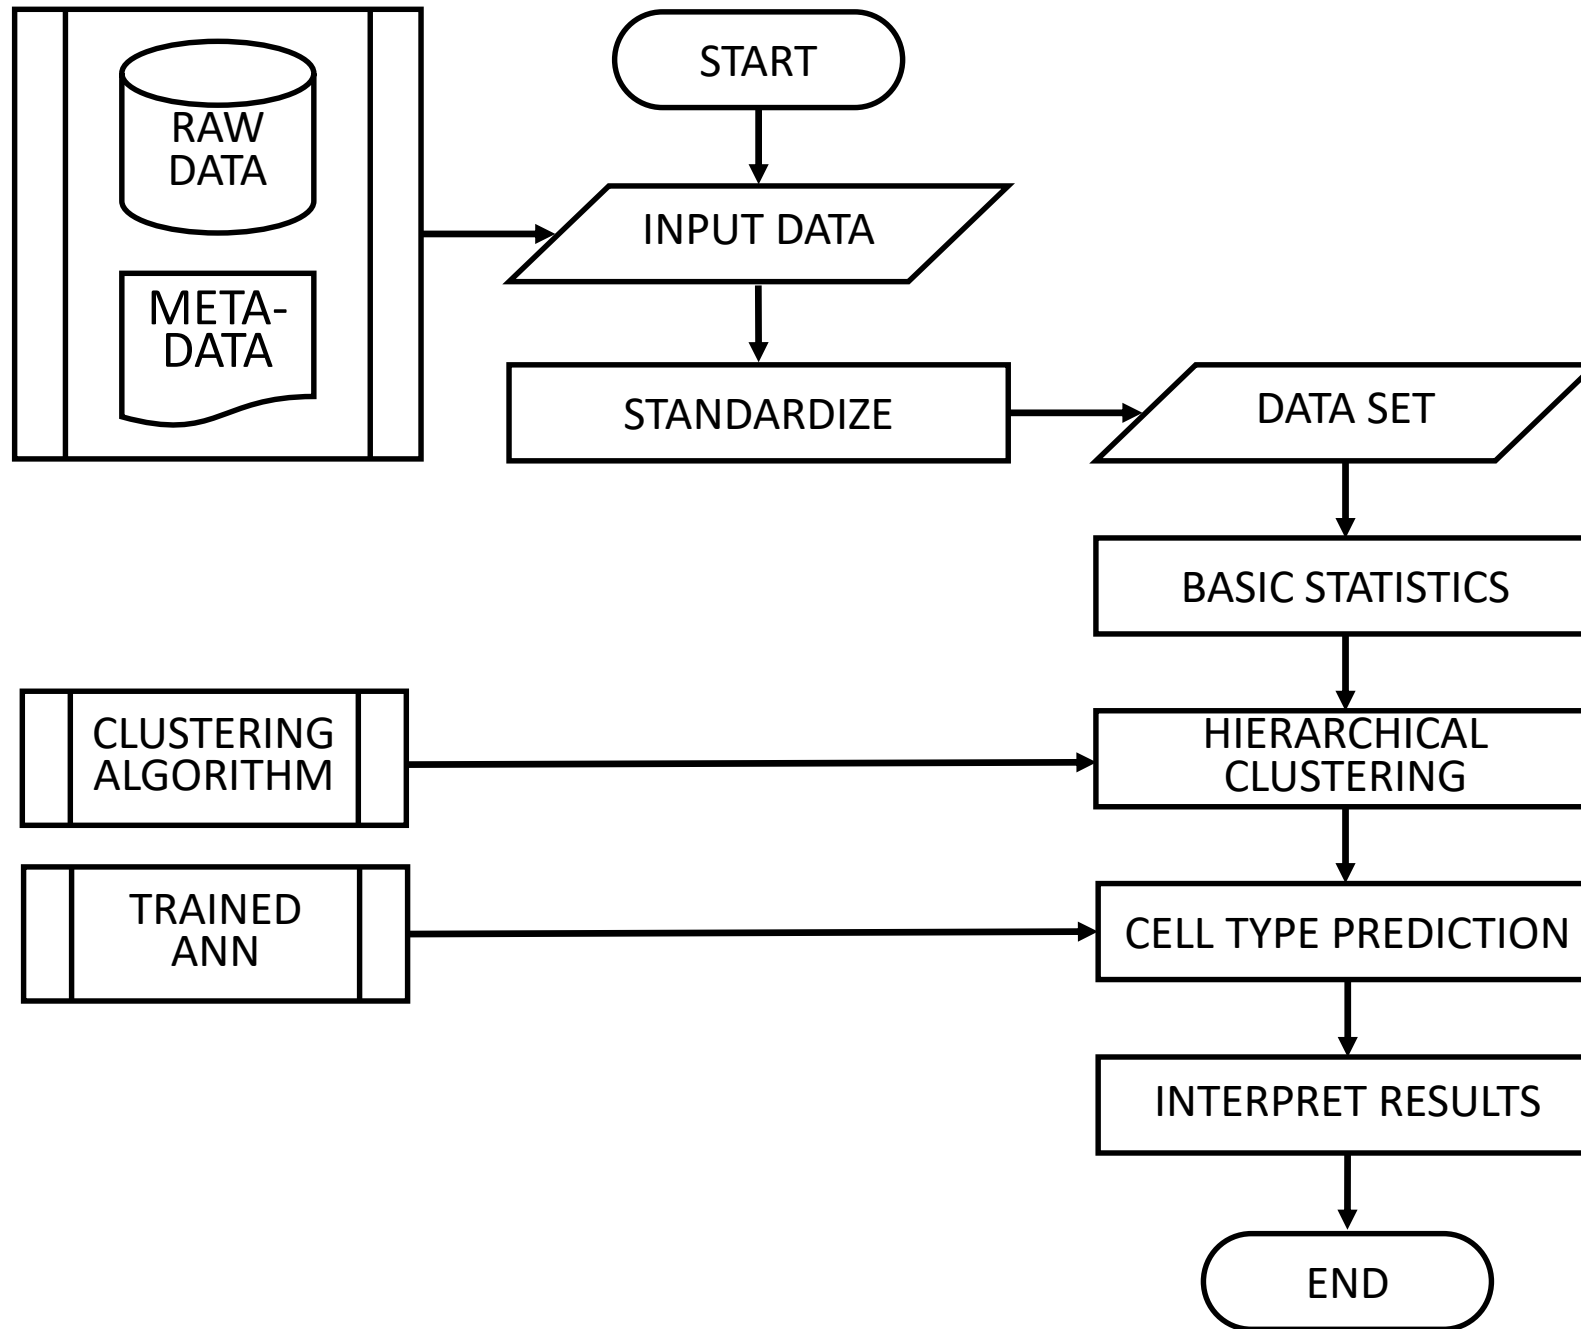 START
RAW
DATA
INPUT DATA
META-
DATA
STANDARDIZE
DATA SET
BASIC STATISTICS
CLUSTERING
ALGORITHM
HIERARCHICAL
CLUSTERING
TRAINED
ANN
CELL TYPE PREDICTION
INTERPRET RESULTS
END